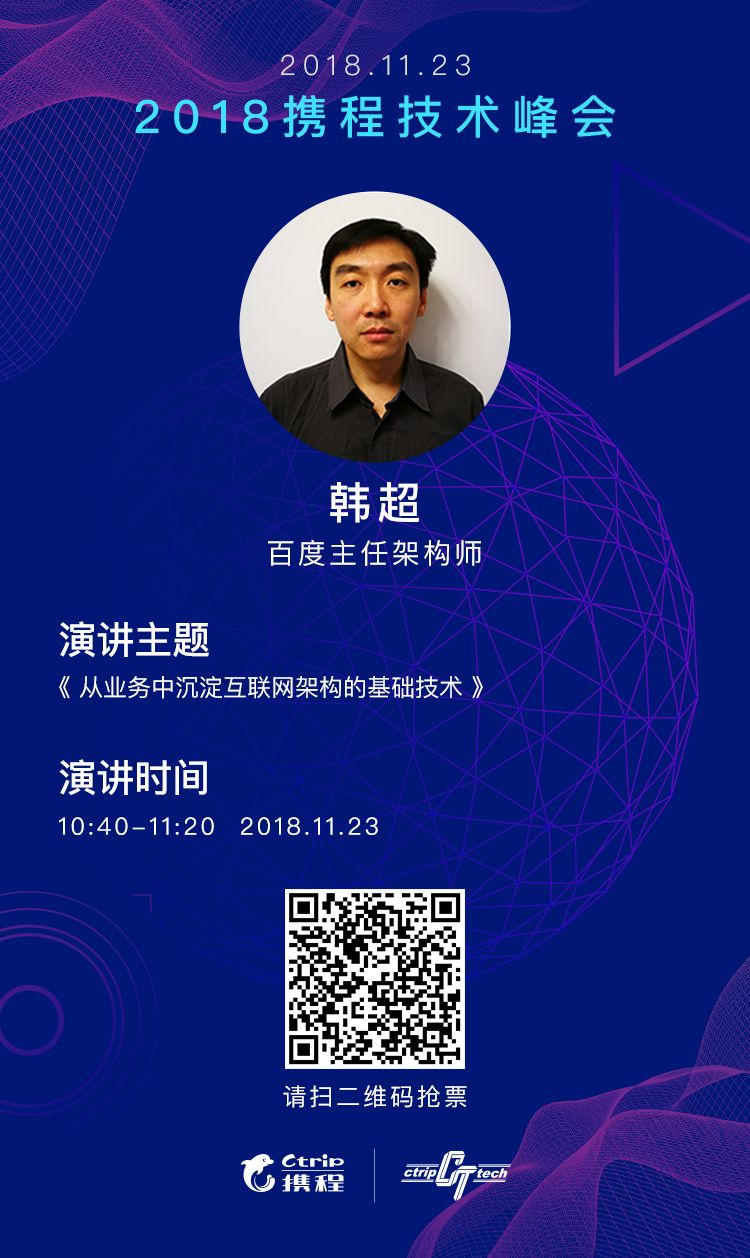 2018.11.23
2018携程技术峰会
韩超
百度主任架构师
演讲主题
《 从业务中沉淀互联网架构的基础技术 》
演讲时间
10:40-11:20 2018.11.23
请扫二维码抢票
Ctrip
携程
ctrip CT tech